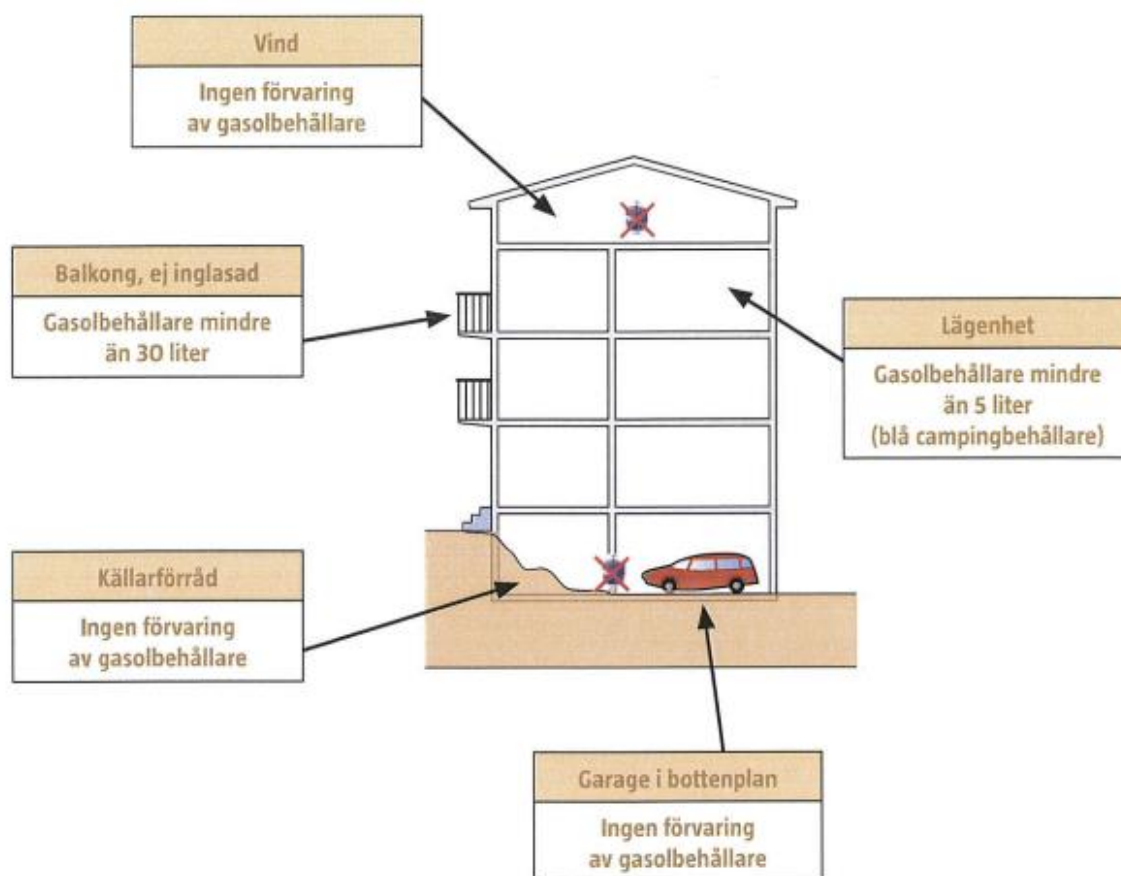 Vind
Ingen förvaring
av gasolbehållare
Balkong, ej inglasad
Gasolbehållare mindre
än 30 liter
Lägenhet
Gasolbehållare mindre
än 5 liter
(blå campingbehållare)
Källarförråd
Ingen förvaring
av gasolbehållare
Garage i bottenplan
Ingen förvaring
av gasolbehållare